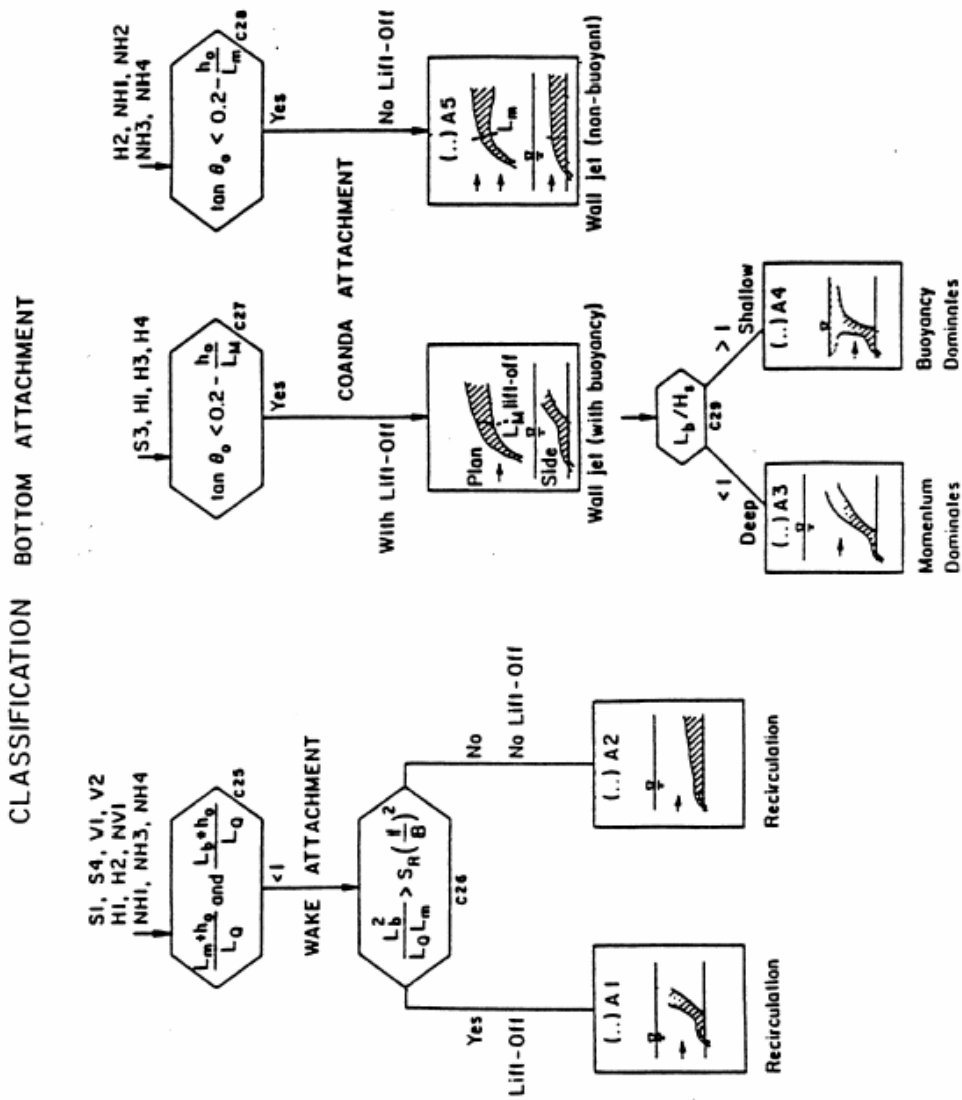 CLASSIFICATION BOTTOM ATTACHMENT
S1, S4, V1, V2
H1, H2, NV1
NH1, NH3, NH4
(L_m+h_o)/L_Q and (L_b+h_o)/L_Q
C25
<1
WAKE ATTACHMENT
L_b^2/(L_Q L_m) > S_R(f/B)^2
C26
Yes
Lift-Off
No
No Lift-Off
(..) A1
Recirculation
(..) A2
Recirculation
S3, H1, H3, H4
tan θ_o < 0.2 - h_o/L_M
C27
Yes
With Lift-Off
COANDA ATTACHMENT
Plan
L_M lift-off
Side
Wall jet (with buoyancy)
L_b/H_s
C29
<1
Deep
>1
Shallow
(..) A3
Momentum
Dominates
(..) A4
Buoyancy
Dominates
H2, NH1, NH2
NH3, NH4
tan θ_o < 0.2 - h_o/L_m
C28
Yes
No Lift-Off
(..) A5
L_m
Wall jet (non-buoyant)